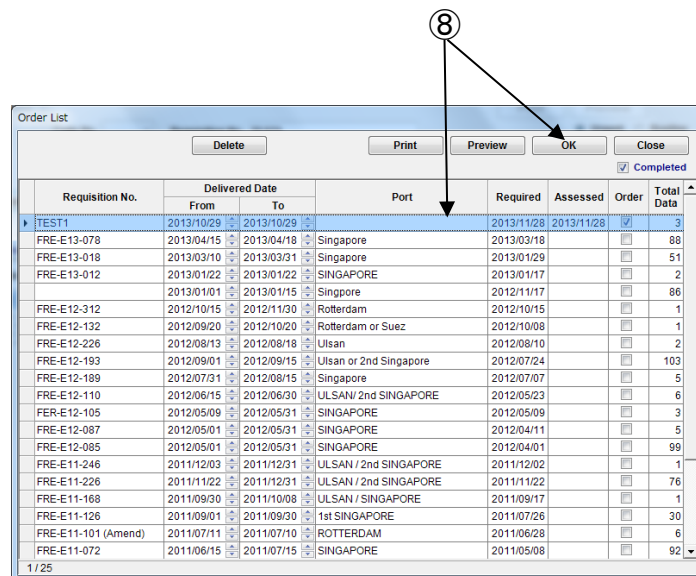 ⑧
Order List
Delete Print Preview OK Close
Completed
Requisition No. Delivered Date Port Required Assessed Order Total Data
From To
TEST1 2013/10/29 2013/10/29 2013/11/28 2013/11/28 3
FRE-E13-078 2013/04/15 2013/04/18 Singapore 2013/03/18 88
FRE-E13-018 2013/03/10 2013/03/31 Singapore 2013/01/29 51
FRE-E13-012 2013/01/22 2013/01/22 SINGAPORE 2013/01/17 2
2013/01/01 2013/01/15 Singpore 2012/11/17 86
FRE-E12-312 2012/10/15 2012/11/30 Rotterdam 2012/10/15 1
FRE-E12-132 2012/09/20 2012/10/20 Rotterdam or Suez 2012/10/08 1
FRE-E12-226 2012/08/13 2012/08/18 Ulsan 2012/08/10 2
FRE-E12-193 2012/09/01 2012/09/15 Ulsan or 2nd Singapore 2012/07/24 103
FRE-E12-189 2012/07/31 2012/08/15 Singapore 2012/07/07 5
FRE-E12-110 2012/06/15 2012/06/30 ULSAN/ 2nd SINGAPORE 2012/05/23 6
FER-E12-105 2012/05/09 2012/05/31 SINGAPORE 2012/05/09 3
FRE-E12-087 2012/05/01 2012/05/31 SINGAPORE 2012/04/11 5
FRE-E12-085 2012/05/01 2012/05/31 SINGAPORE 2012/04/01 99
FRE-E11-246 2011/12/03 2011/12/31 ULSAN / 2nd SINGAPORE 2011/12/02 1
FRE-E11-226 2011/11/22 2011/12/31 ULSAN / 2nd SINGAPORE 2011/11/22 76
FRE-E11-168 2011/09/30 2011/10/08 ULSAN / SINGAPORE 2011/09/17 1
FRE-E11-126 2011/09/01 2011/09/30 1st SINGAPORE 2011/07/26 30
FRE-E11-101 (Amend) 2011/07/11 2011/07/10 ROTTERDAM 2011/06/28 6
FRE-E11-072 2011/06/15 2011/07/15 SINGAPORE 2011/05/08 92
1 / 25